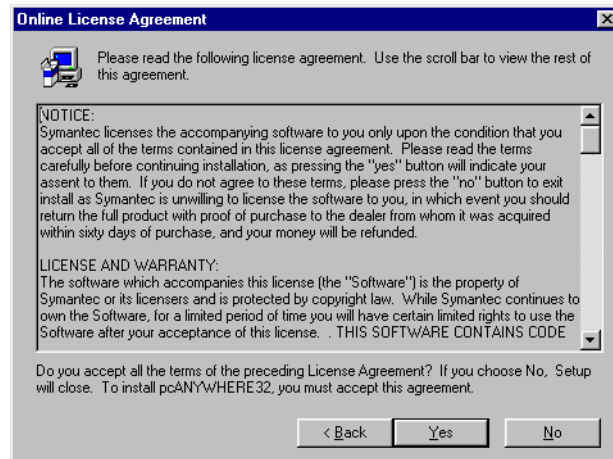 Online License Agreement
Please read the following license agreement.  Use the scroll bar to view the rest of
this agreement.
NOTICE:
Symantec licenses the accompanying software to you only upon the condition that you
accept all of the terms contained in this license agreement.  Please read the terms
carefully before continuing installation, as pressing the "yes" button will indicate your
assent to them.  If you do not agree to these terms, please press the "no" button to exit
install as Symantec is unwilling to license the software to you, in which event you should
return the full product with proof of purchase to the dealer from whom it was acquired
within sixty days of purchase, and your money will be refunded.
LICENSE AND WARRANTY:
The software which accompanies this license (the "Software") is the property of
Symantec or its licensers and is protected by copyright law.  While Symantec continues to
own the Software, for a limited period of time you will have certain limited rights to use the
Software after your acceptance of this license.  . THIS SOFTWARE CONTAINS CODE
Do you accept all the terms of the preceding License Agreement?  If you choose No,  Setup
will close.  To install pcANYWHERE32, you must accept this agreement.
< Back
Yes
No